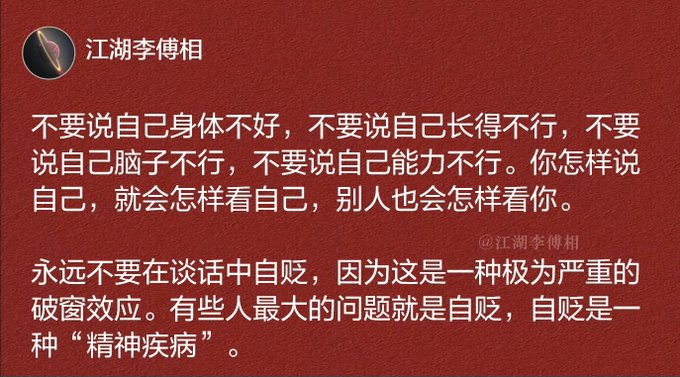 江湖李傅相
不要说自己身体不好，不要说自己长得不行，不要
说自己脑子不行，不要说自己能力不行。你怎样说
自己，就会怎样看自己，别人也会怎样看你。
@江湖李傅相
永远不要在谈话中自贬，因为这是一种极为严重的
破窗效应。有些人最大的问题就是自贬，自贬是一
种“精神疾病”。